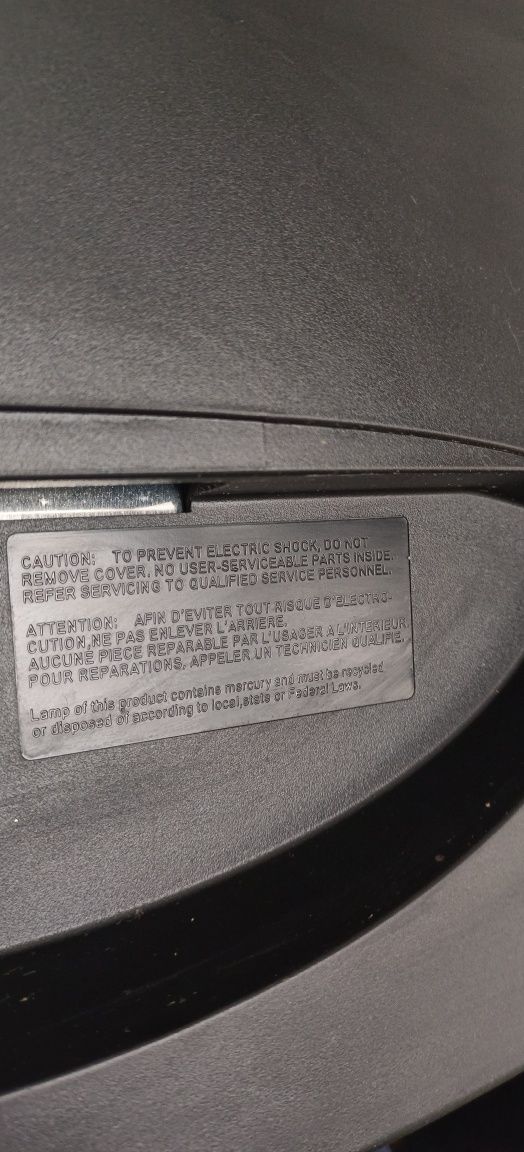 CAUTION: TO PREVENT ELECTRIC SHOCK, DO NOT
REMOVE COVER. NO USER-SERVICEABLE PARTS INSIDE.
REFER SERVICING TO QUALIFIED SERVICE PERSONNEL.
ATTENTION: AFIN D'EVITER TOUT RISQUE D'ELECTRO-
CUTION,NE PAS ENLEVER L'ARRIERE.
AUCUNE PIECE REPARABLE PAR L'USAGER A L'INTERIEUR
POUR REPARATIONS, APPELER UN TECHNICIEN QUALIFIE.
Lamp of this product contains mercury and must be recycled
or disposed of according to local,state or Federal Laws.